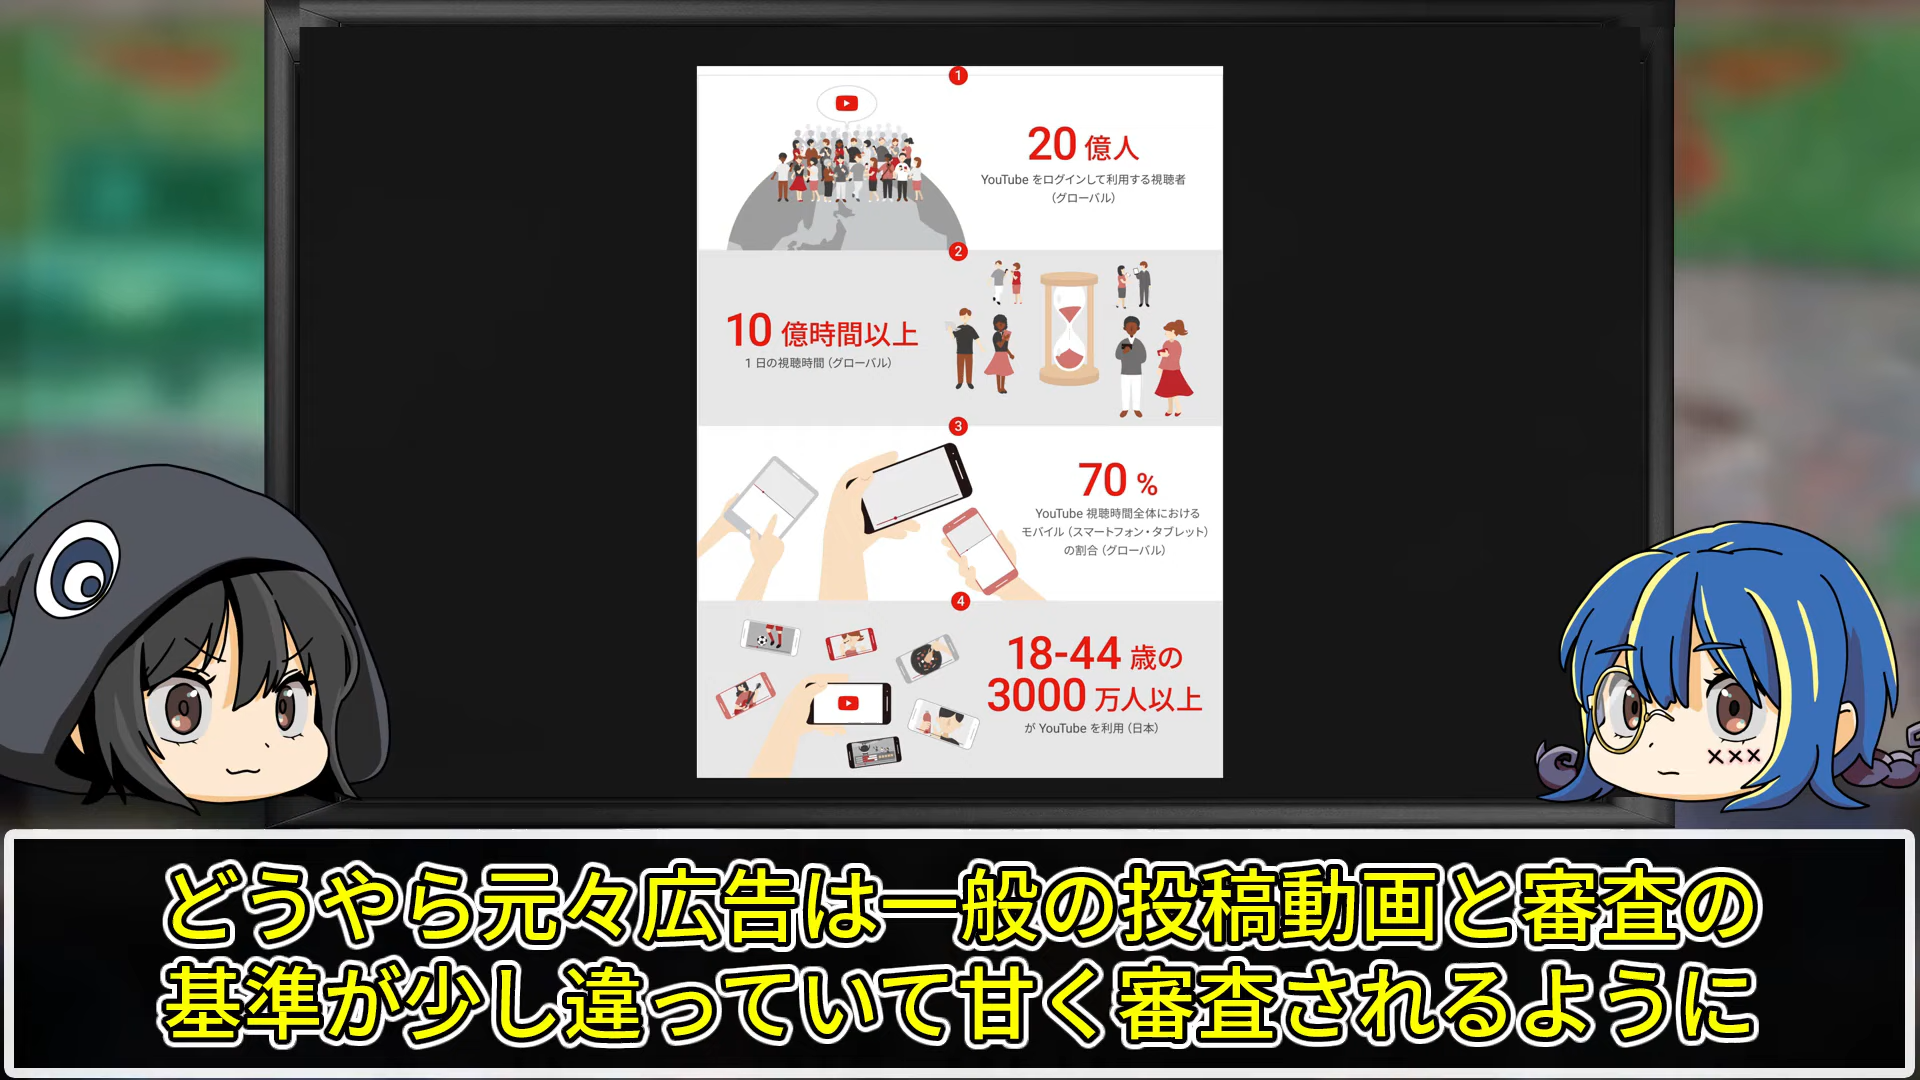 1
20 億人
YouTube をログインして利用する視聴者
(グローバル)
2
10 億時間以上
1 日の視聴時間 (グローバル)
3
70 %
YouTube 視聴時間全体における
モバイル (スマートフォン・タブレット)
の割合 (グローバル)
4
18-44 歳の
3000 万人以上
が YouTube を利用 (日本)
どうやら元々広告は一般の投稿動画と審査の
基準が少し違っていて甘く審査されるように